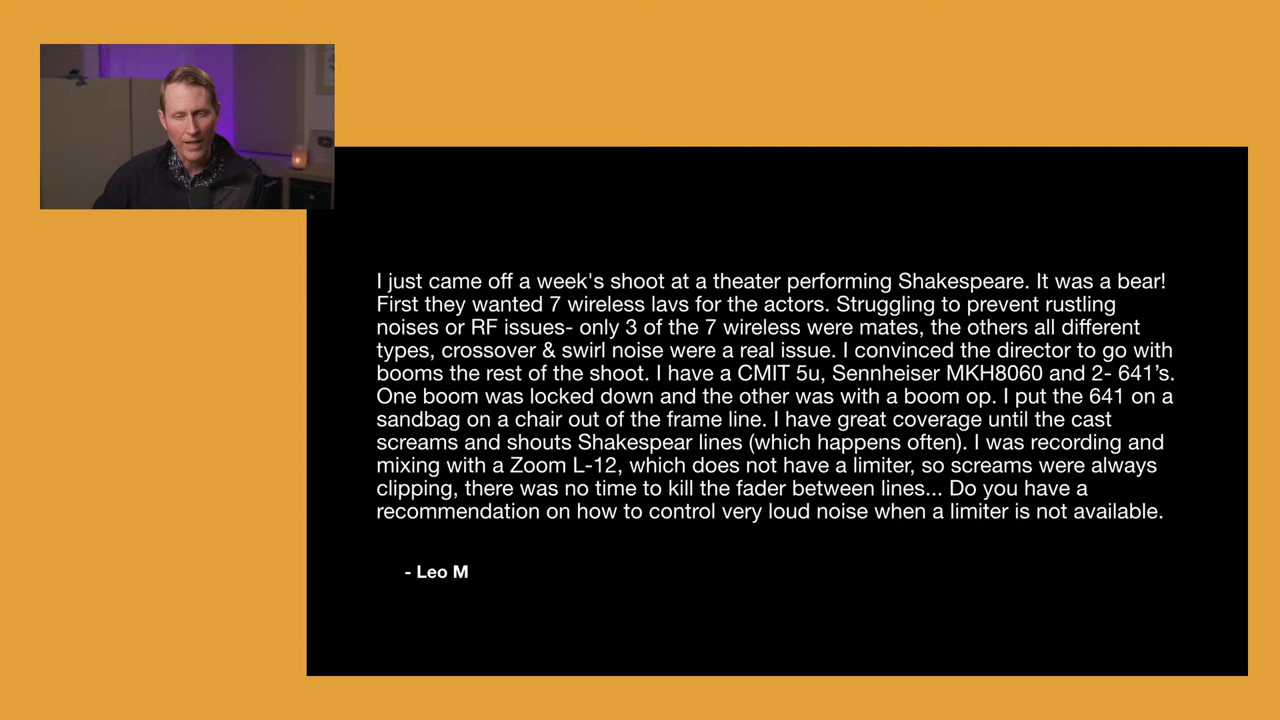 I just came off a week's shoot at a theater performing Shakespeare. It was a bear!
First they wanted 7 wireless lavs for the actors. Struggling to prevent rustling
noises or RF issues- only 3 of the 7 wireless were mates, the others all different
types, crossover & swirl noise were a real issue. I convinced the director to go with
booms the rest of the shoot. I have a CMIT 5u, Sennheiser MKH8060 and 2- 641’s.
One boom was locked down and the other was with a boom op. I put the 641 on a
sandbag on a chair out of the frame line. I have great coverage until the cast
screams and shouts Shakespear lines (which happens often). I was recording and
mixing with a Zoom L-12, which does not have a limiter, so screams were always
clipping, there was no time to kill the fader between lines... Do you have a
recommendation on how to control very loud noise when a limiter is not available.
- Leo M